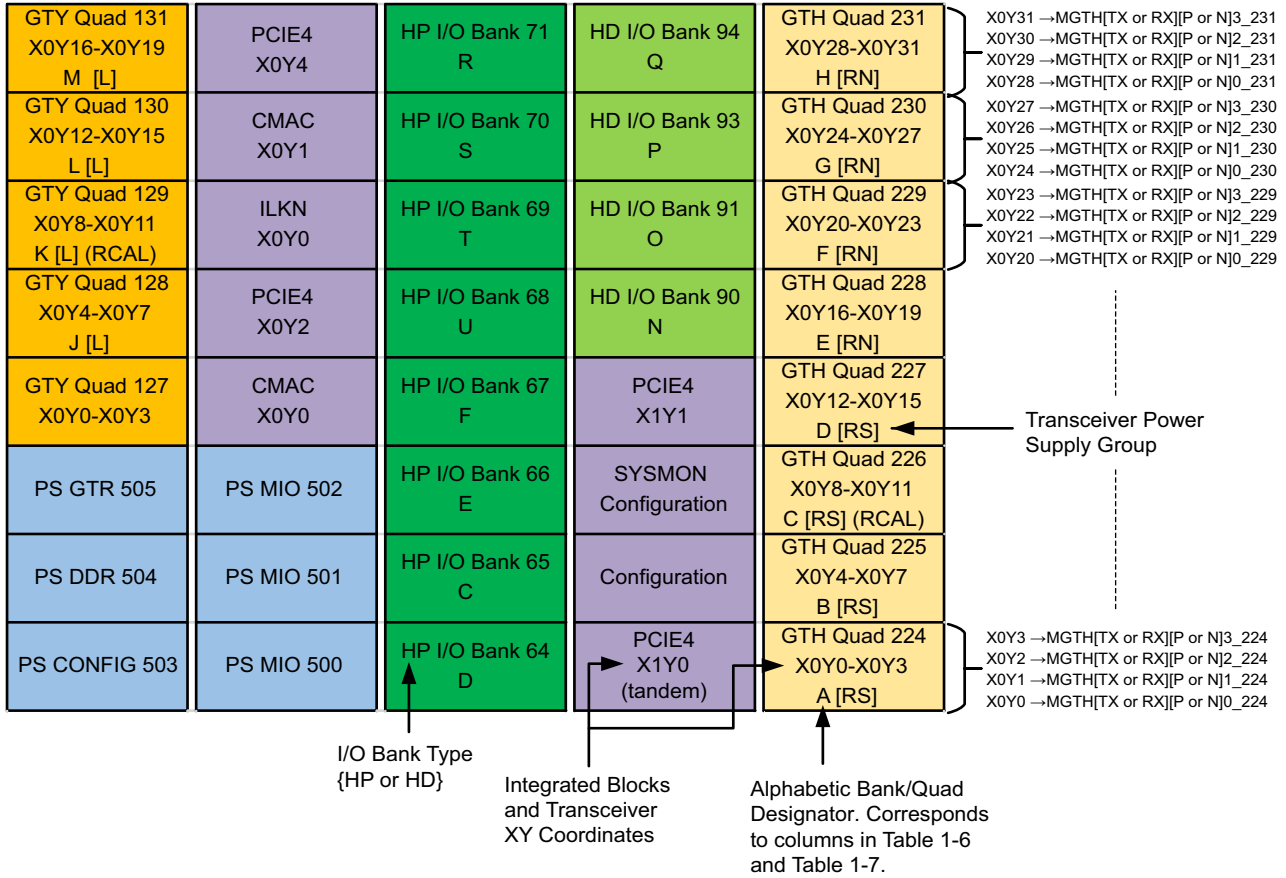 GTY Quad 131
X0Y16-X0Y19
M [L]
PCIE4
X0Y4
HP I/O Bank 71
R
HD I/O Bank 94
Q
GTH Quad 231
X0Y28-X0Y31
H [RN]
X0Y31 →MGTH[TX or RX][P or N]3_231
X0Y30 →MGTH[TX or RX][P or N]2_231
X0Y29 →MGTH[TX or RX][P or N]1_231
X0Y28 →MGTH[TX or RX][P or N]0_231
GTY Quad 130
X0Y12-X0Y15
L [L]
CMAC
X0Y1
HP I/O Bank 70
S
HD I/O Bank 93
P
GTH Quad 230
X0Y24-X0Y27
G [RN]
X0Y27 →MGTH[TX or RX][P or N]3_230
X0Y26 →MGTH[TX or RX][P or N]2_230
X0Y25 →MGTH[TX or RX][P or N]1_230
X0Y24 →MGTH[TX or RX][P or N]0_230
GTY Quad 129
X0Y8-X0Y11
K [L] (RCAL)
ILKN
X0Y0
HP I/O Bank 69
T
HD I/O Bank 91
O
GTH Quad 229
X0Y20-X0Y23
F [RN]
X0Y23 →MGTH[TX or RX][P or N]3_229
X0Y22 →MGTH[TX or RX][P or N]2_229
X0Y21 →MGTH[TX or RX][P or N]1_229
X0Y20 →MGTH[TX or RX][P or N]0_229
GTY Quad 128
X0Y4-X0Y7
J [L]
PCIE4
X0Y2
HP I/O Bank 68
U
HD I/O Bank 90
N
GTH Quad 228
X0Y16-X0Y19
E [RN]
GTY Quad 127
X0Y0-X0Y3
CMAC
X0Y0
HP I/O Bank 67
F
PCIE4
X1Y1
GTH Quad 227
X0Y12-X0Y15
D [RS]
Transceiver Power
Supply Group
PS GTR 505
PS MIO 502
HP I/O Bank 66
E
SYSMON
Configuration
GTH Quad 226
X0Y8-X0Y11
C [RS] (RCAL)
PS DDR 504
PS MIO 501
HP I/O Bank 65
C
Configuration
GTH Quad 225
X0Y4-X0Y7
B [RS]
PS CONFIG 503
PS MIO 500
HP I/O Bank 64
D
PCIE4
X1Y0
(tandem)
GTH Quad 224
X0Y0-X0Y3
A [RS]
X0Y3 →MGTH[TX or RX][P or N]3_224
X0Y2 →MGTH[TX or RX][P or N]2_224
X0Y1 →MGTH[TX or RX][P or N]1_224
X0Y0 →MGTH[TX or RX][P or N]0_224
I/O Bank Type
{HP or HD}
Integrated Blocks
and Transceiver
XY Coordinates
Alphabetic Bank/Quad
Designator. Corresponds
to columns in Table 1-6
and Table 1-7.